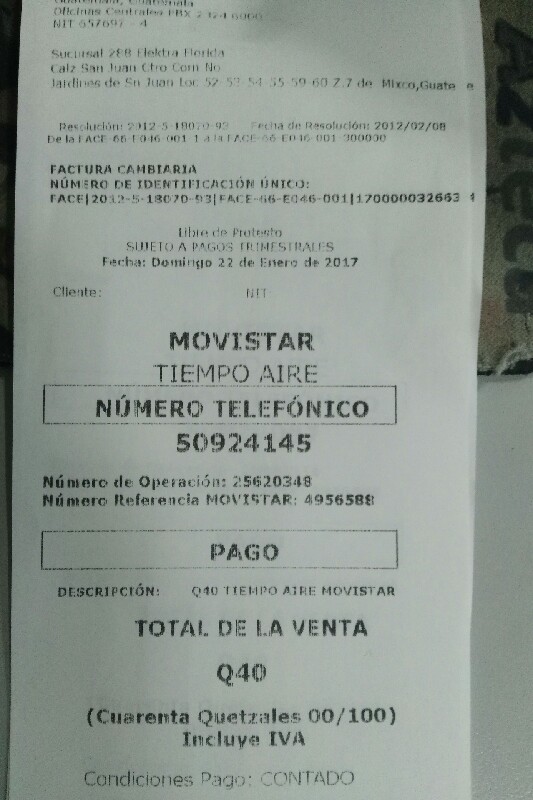 Guatemala, Guatemala
Oficinas Centrales PBX 2324 6000
NIT 657697 - 4
Sucursal 288 Elektra Florida
Calz San Juan Ctro Com No
Jardines de Sn Juan Loc 52-53-54-55-59-60 Z.7 de Mixco,Guate e
Resolución: 2012-5-18070-93 Fecha de Resolución: 2012/02/08
De la FACE-66-E046-001-1 a la FACE-66-E046-001-300000
FACTURA CAMBIARIA
NÚMERO DE IDENTIFICACIÓN ÚNICO:
FACE|2012-5-18070-93|FACE-66-E046-001|170000032663 4
Libre de Protesto
SUJETO A PAGOS TRIMESTRALES
Fecha: Domingo 22 de Enero de 2017
Cliente: NIT
MOVISTAR
TIEMPO AIRE
NÚMERO TELEFÓNICO
50924145
Número de Operación: 25620348
Número Referencia MOVISTAR: 4956588
PAGO
DESCRIPCIÓN: Q40 TIEMPO AIRE MOVISTAR
TOTAL DE LA VENTA
Q40
(Cuarenta Quetzales 00/100)
Incluye IVA
Condiciones Pago: CONTADO
Azteca